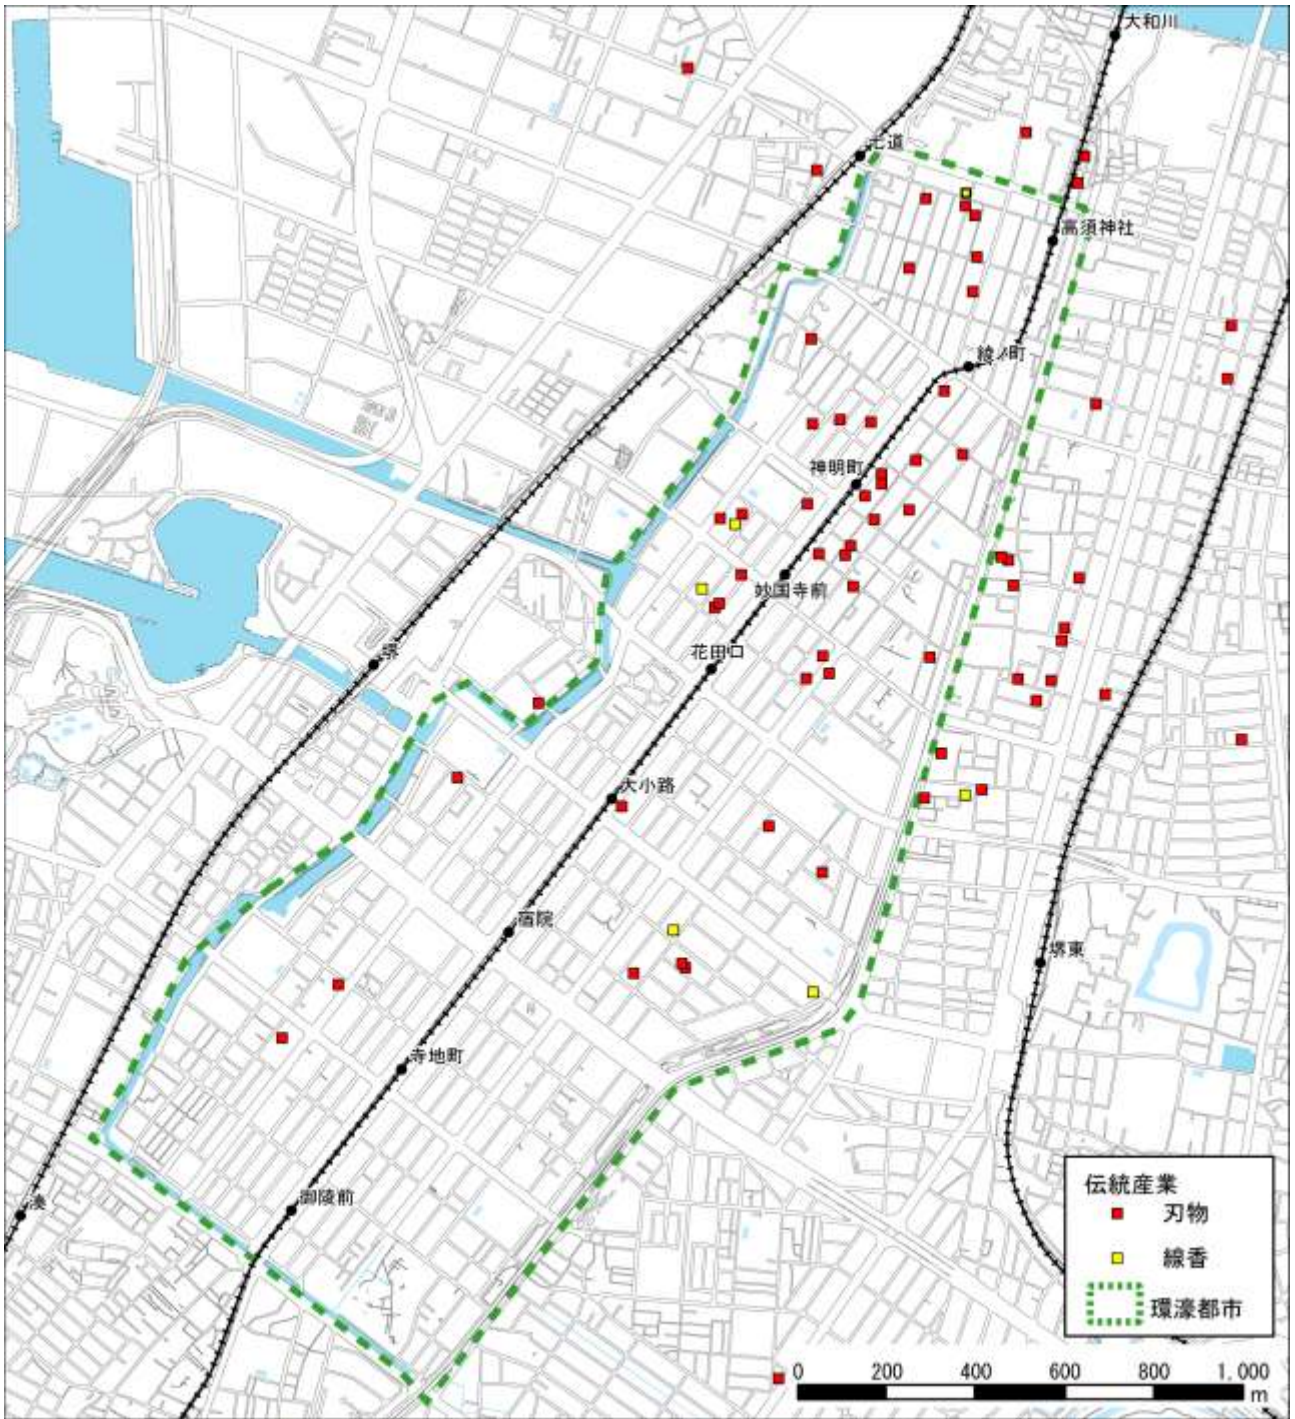 大和川
七道
高須神社
綾ノ町
神明町
妙国寺前
花田口
堺
大小路
宿院
堺東
寺地町
御陵前
湊
伝統産業
刃物
線香
環濠都市
0 200 400 600 800 1,000
m